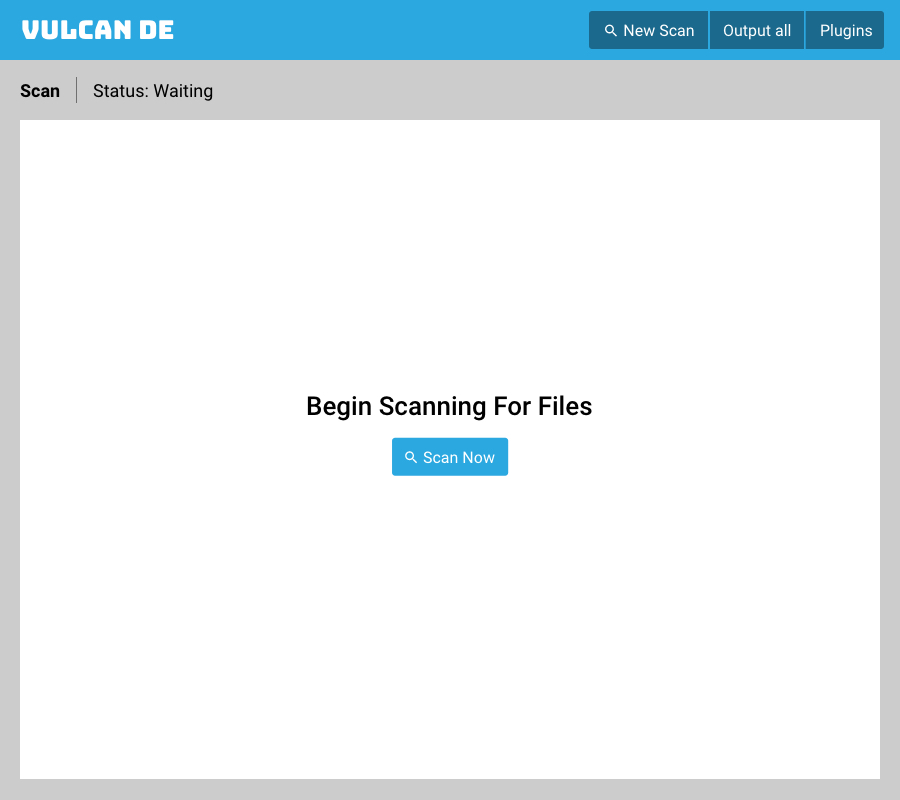 VULCAN DE
New Scan
Output all
Plugins
Scan
Status: Waiting
Begin Scanning For Files
Scan Now